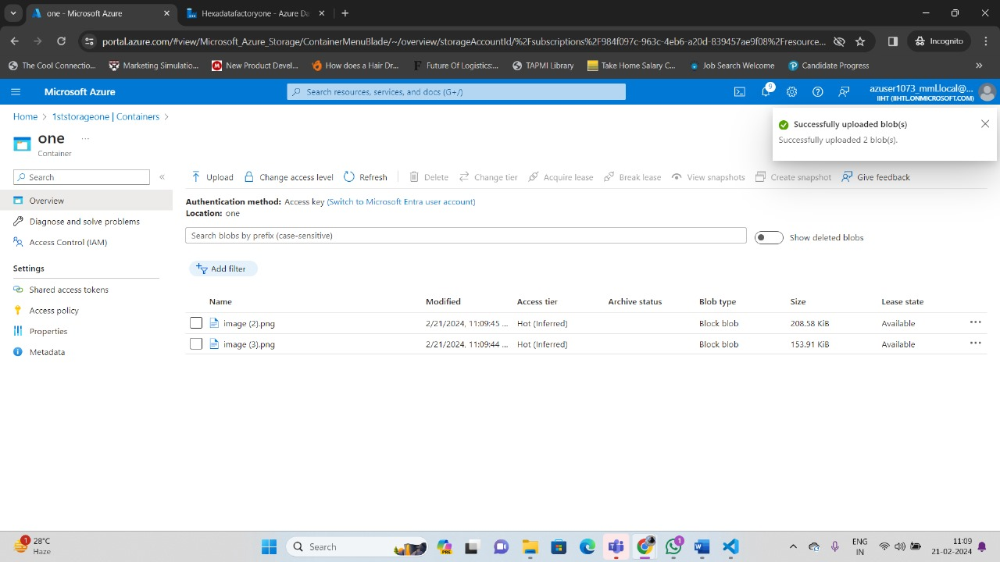 one - Microsoft Azure
Hexadatafactoryone - Azure Da
portal.azure.com/#view/Microsoft_Azure_Storage/ContainerMenuBlade/~/overview/storageAccountId/%2Fsubscriptions%2F984f097c-963c-4eb6-a20d-839457ae9f08%2Fresource...
Incognito
The Cool Connectio...
Marketing Simulatio...
New Product Devel...
How does a Hair Dr...
Future Of Logistics:...
TAPMI Library
Take Home Salary C...
Job Search Welcome
Candidate Progress
»
Microsoft Azure
Search resources, services, and docs (G+/)
9
azuser1073_mml.local@...
IIHT (IIHTL.ONMICROSOFT.COM)
Home > 1ststorageone | Containers >
one ...
Container
Successfully uploaded blob(s)
Successfully uploaded 2 blob(s).
Search
«
Overview
Diagnose and solve problems
Access Control (IAM)
Settings
Shared access tokens
Access policy
Properties
Metadata
Upload Change access level Refresh Delete Change tier Acquire lease Break lease View snapshots Create snapshot Give feedback
Authentication method: Access key (Switch to Microsoft Entra user account)
Location: one
Search blobs by prefix (case-sensitive)
Show deleted blobs
Add filter
Name Modified Access tier Archive status Blob type Size Lease state
image (2).png 2/21/2024, 11:09:45 ... Hot (Inferred) Block blob 208.58 KiB Available ...
image (3).png 2/21/2024, 11:09:44 ... Hot (Inferred) Block blob 153.91 KiB Available ...
1
28°C
Haze
Search
PRE
1
ENG
IN
11:09
21-02-2024